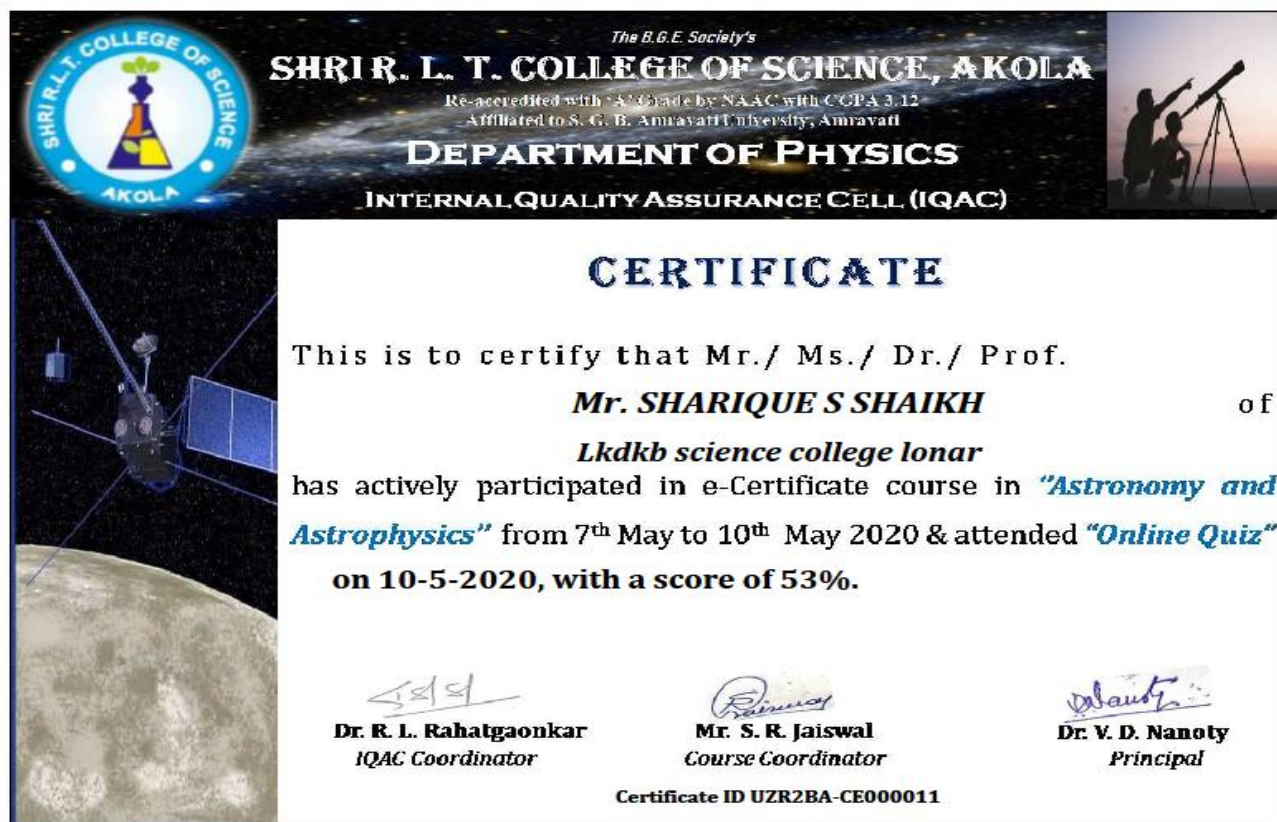 SHRI R.L.T. COLLEGE OF SCIENCE
AKOLA
The B.G.E. Society's
SHRI R. L. T. COLLEGE OF SCIENCE, AKOLA
Re-accredited with 'A' Grade by NAAC with CGPA 3.12
Affiliated to S. G. B. Amravati University, Amravati
DEPARTMENT OF PHYSICS
INTERNAL QUALITY ASSURANCE CELL (IQAC)
CERTIFICATE
This is to certify that Mr./ Ms./ Dr./ Prof.
Mr. SHARIQUE S SHAIKH of
Lkdkb science college lonar
has actively participated in e-Certificate course in "Astronomy and
Astrophysics" from 7th May to 10th May 2020 & attended "Online Quiz"
on 10-5-2020, with a score of 53%.
Dr. R. L. Rahatgaonkar Mr. S. R. Jaiswal Dr. V. D. Nanoty
IQAC Coordinator Course Coordinator Principal
Certificate ID UZR2BA-CE000011